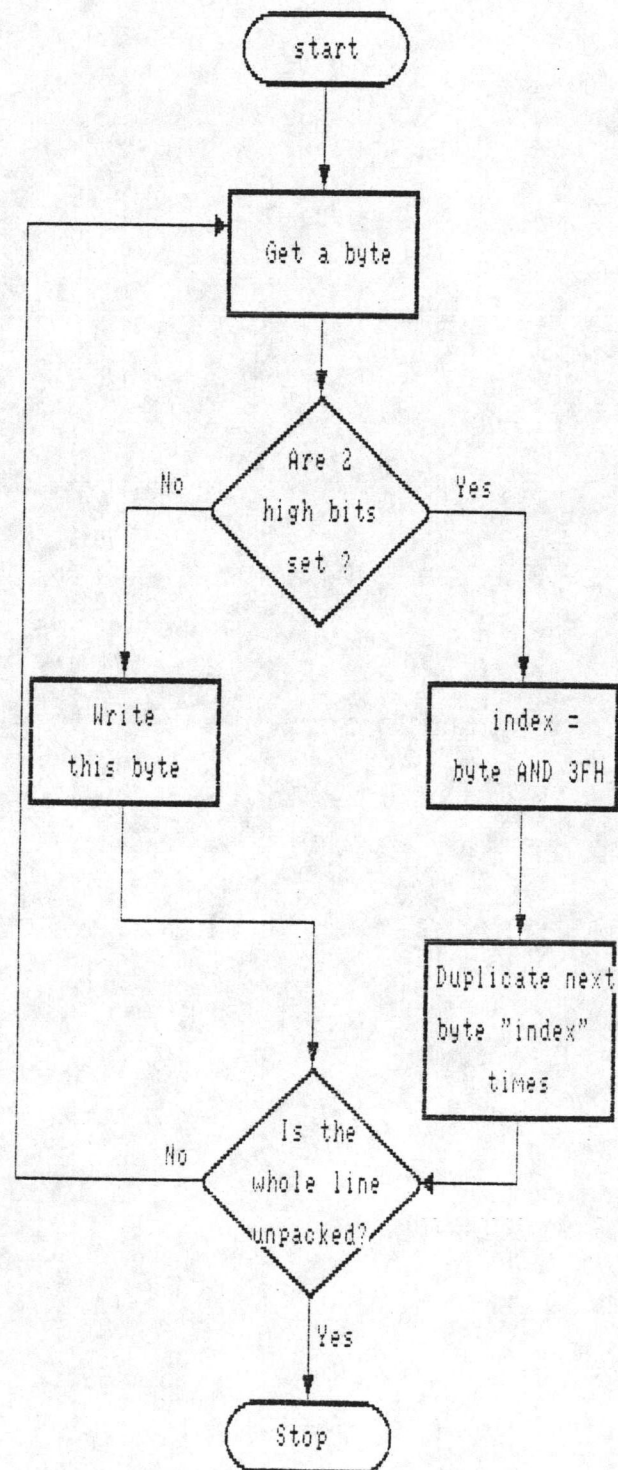 start
Get a byte
Are 2
high bits
set ?
No
Yes
Write
this byte
index =
byte AND 3FH
Duplicate next
byte "index"
times
Is the
whole line
unpacked?
No
Yes
Stop